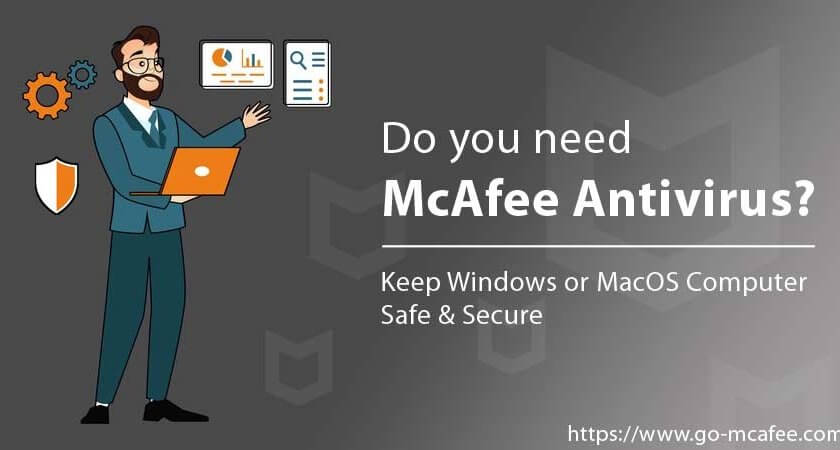 Do you need
McAfee Antivirus?
Keep Windows or MacOS Computer
Safe & Secure
https://www.go-mcafee.com